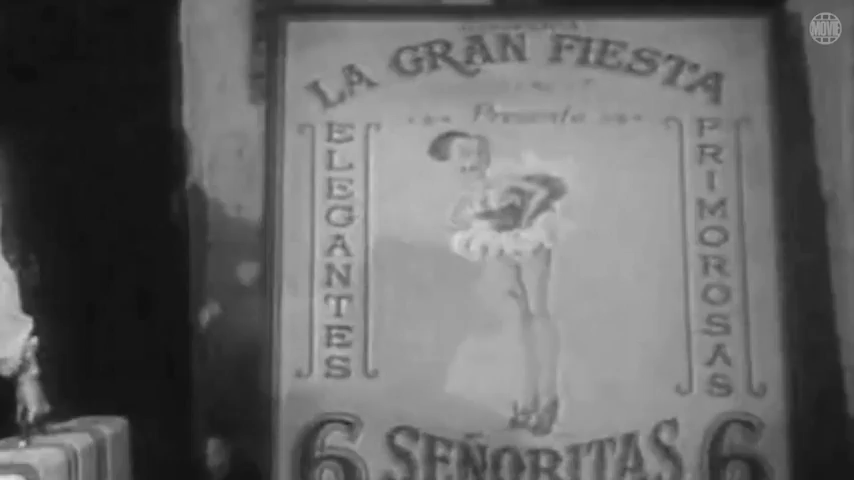 MOVIE
LA GRAN FIESTA
Presenta
ELEGANTES
PRIMOROSAS
6 SEÑORITAS 6